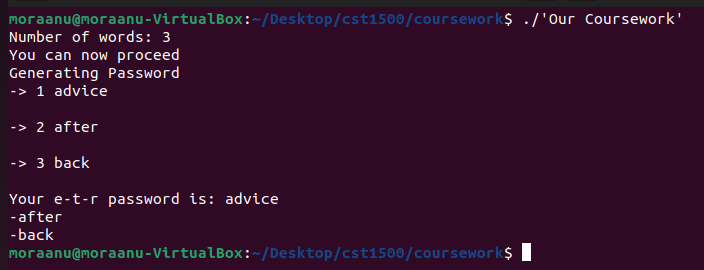 moraanu@moraanu-VirtualBox:~/Desktop/cst1500/coursework$ ./'Our Coursework'
Number of words: 3
You can now proceed
Generating Password
-> 1 advice
-> 2 after
-> 3 back
Your e-t-r password is: advice
-after
-back
moraanu@moraanu-VirtualBox:~/Desktop/cst1500/coursework$